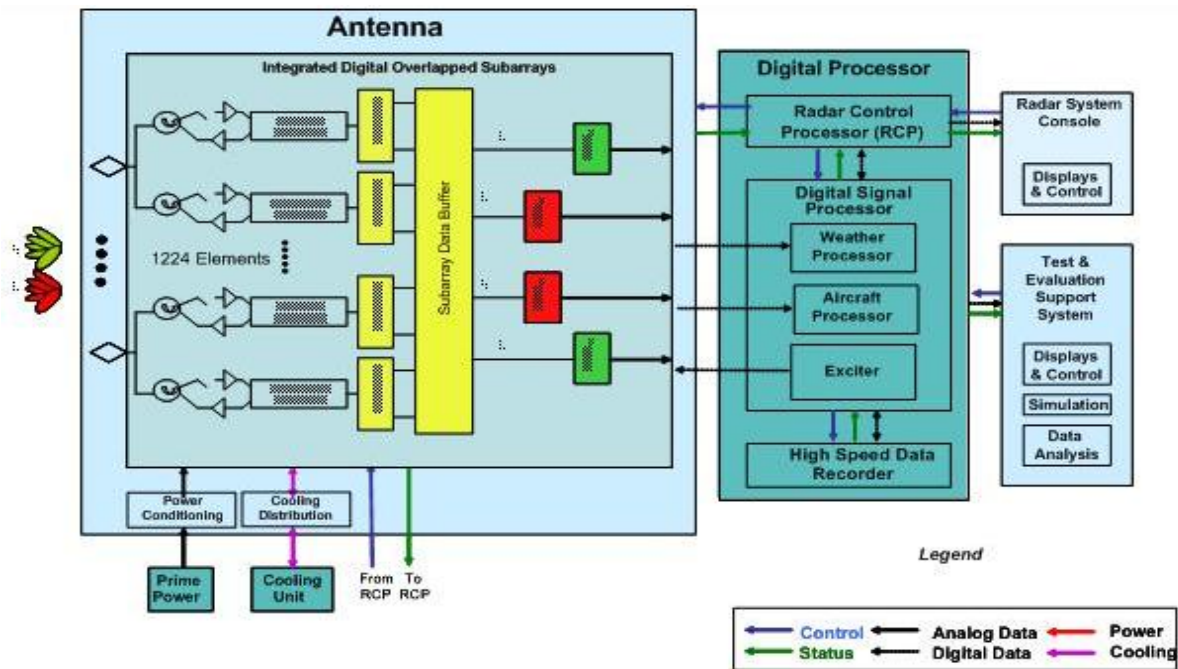 Antenna
Integrated Digital Overlapped Subarrays
1224 Elements
Subarray Data Buffer
Power
Conditioning
Cooling
Distribution
Prime
Power
Cooling
Unit
From
RCP
To
RCP
Digital Processor
Radar Control
Processor (RCP)
Digital Signal
Processor
Weather
Processor
Aircraft
Processor
Exciter
High Speed Data
Recorder
Radar System
Console
Displays
& Control
Test &
Evaluation
Support
System
Displays
& Control
Simulation
Data
Analysis
Legend
Control
Analog Data
Power
Status
Digital Data
Cooling